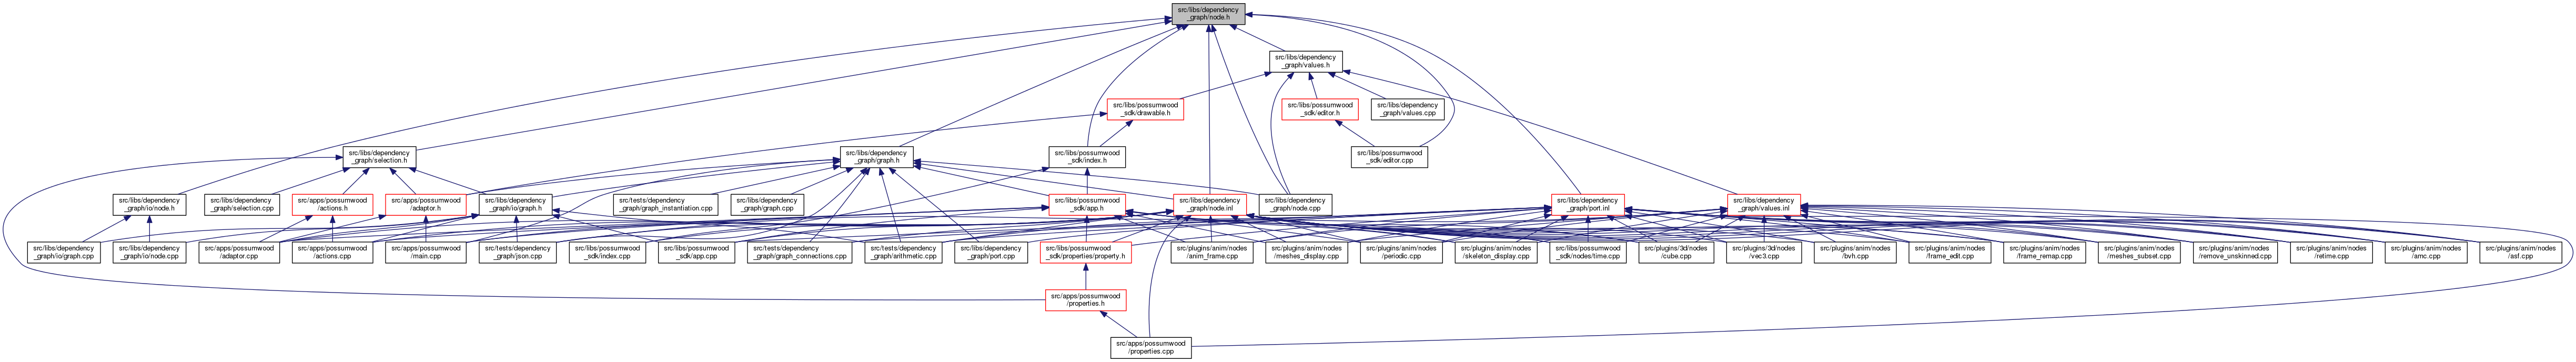 src/libs/dependency
_graph/node.h
src/libs/dependency
_graph/values.h
src/libs/possumwood
_sdk/drawable.h
src/libs/possumwood
_sdk/editor.h
src/libs/dependency
_graph/values.cpp
src/libs/dependency
_graph/selection.h
src/libs/dependency
_graph/graph.h
src/libs/possumwood
_sdk/index.h
src/libs/possumwood
_sdk/editor.cpp
src/libs/dependency
_graph/io/node.h
src/libs/dependency
_graph/selection.cpp
src/apps/possumwood
/actions.h
src/apps/possumwood
/adaptor.h
src/libs/dependency
_graph/io/graph.h
src/tests/dependency
_graph/graph_instantiation.cpp
src/libs/dependency
_graph/graph.cpp
src/libs/possumwood
_sdk/app.h
src/libs/dependency
_graph/node.inl
src/libs/dependency
_graph/node.cpp
src/libs/dependency
_graph/port.inl
src/libs/dependency
_graph/values.inl
src/libs/dependency
_graph/io/graph.cpp
src/libs/dependency
_graph/io/node.cpp
src/apps/possumwood
/adaptor.cpp
src/apps/possumwood
/actions.cpp
src/apps/possumwood
/main.cpp
src/tests/dependency
_graph/json.cpp
src/libs/possumwood
_sdk/index.cpp
src/libs/possumwood
_sdk/app.cpp
src/tests/dependency
_graph/graph_connections.cpp
src/tests/dependency
_graph/arithmetic.cpp
src/libs/dependency
_graph/port.cpp
src/libs/possumwood
_sdk/properties/property.h
src/plugins/anim/nodes
/anim_frame.cpp
src/plugins/anim/nodes
/meshes_display.cpp
src/plugins/anim/nodes
/periodic.cpp
src/plugins/anim/nodes
/skeleton_display.cpp
src/libs/possumwood
_sdk/nodes/time.cpp
src/plugins/3d/nodes
/cube.cpp
src/plugins/3d/nodes
/vec3.cpp
src/plugins/anim/nodes
/bvh.cpp
src/plugins/anim/nodes
/frame_edit.cpp
src/plugins/anim/nodes
/frame_remap.cpp
src/plugins/anim/nodes
/meshes_subset.cpp
src/plugins/anim/nodes
/remove_unskinned.cpp
src/plugins/anim/nodes
/retime.cpp
src/plugins/anim/nodes
/amc.cpp
src/plugins/anim/nodes
/asf.cpp
src/apps/possumwood
/properties.h
src/apps/possumwood
/properties.cpp